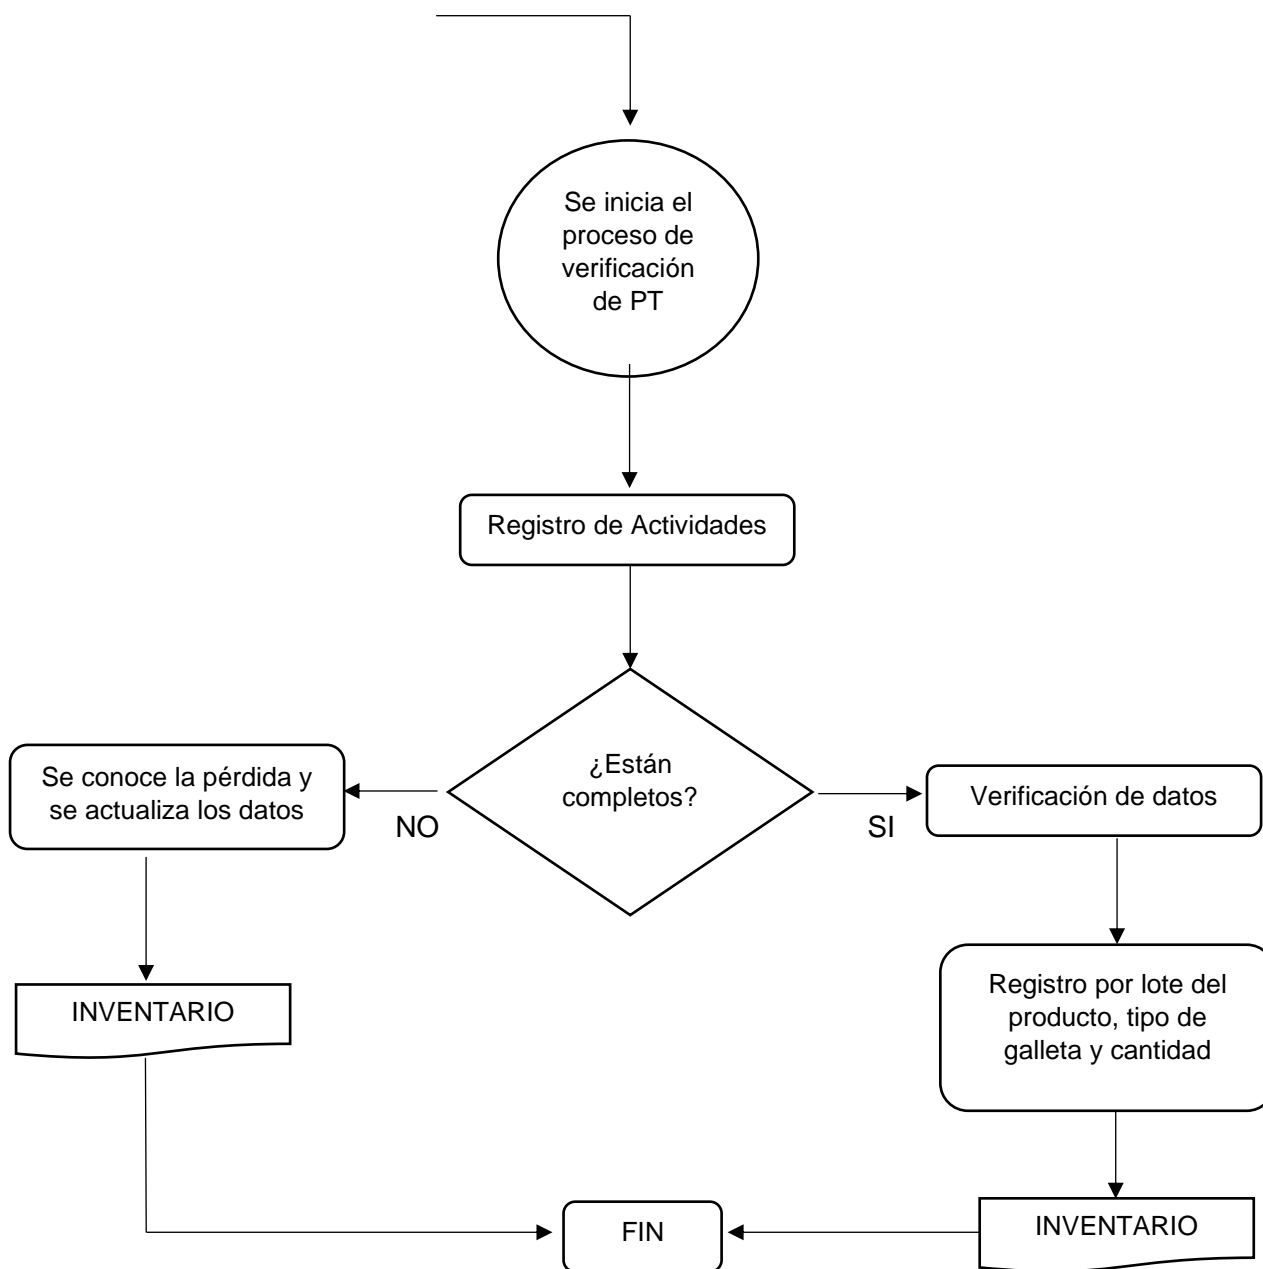 Se inicia el
proceso de
verificación
de PT
Registro de Actividades
¿Están
completos?
Se conoce la pérdida y
se actualiza los datos
NO
SI
Verificación de datos
INVENTARIO
Registro por lote del
producto, tipo de
galleta y cantidad
FIN
INVENTARIO